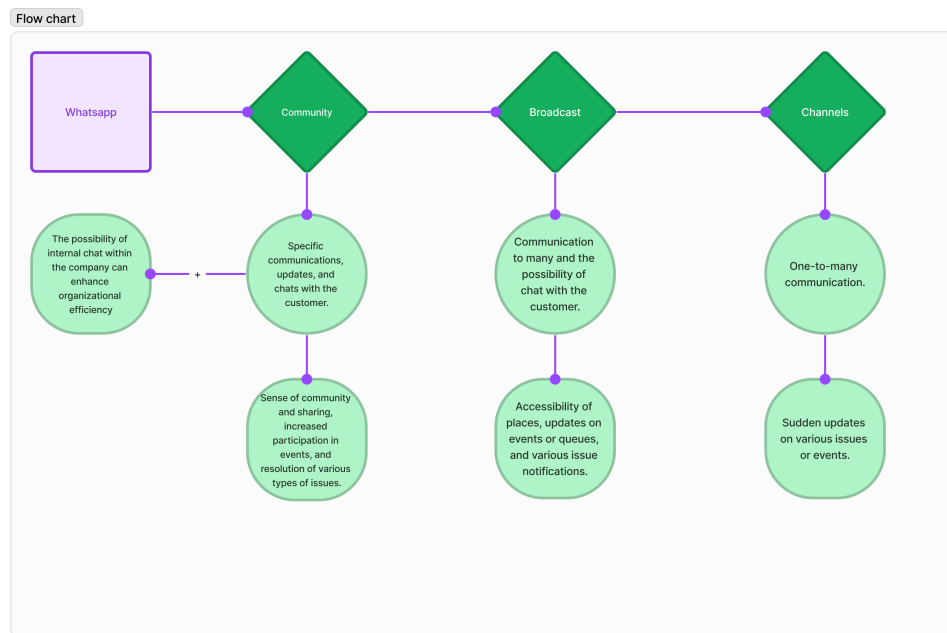 Flow chart
Whatsapp
Community
Broadcast
Channels
The possibility of
internal chat within
the company can
enhance
organizational
efficiency
+
Specific
communications,
updates, and
chats with the
customer.
Communication
to many and the
possibility of
chat with the
customer.
One-to-many
communication.
Sense of community
and sharing,
increased
participation in
events, and
resolution of various
types of issues.
Accessibility of
places, updates on
events or queues,
and various issue
notifications.
Sudden updates
on various issues
or events.